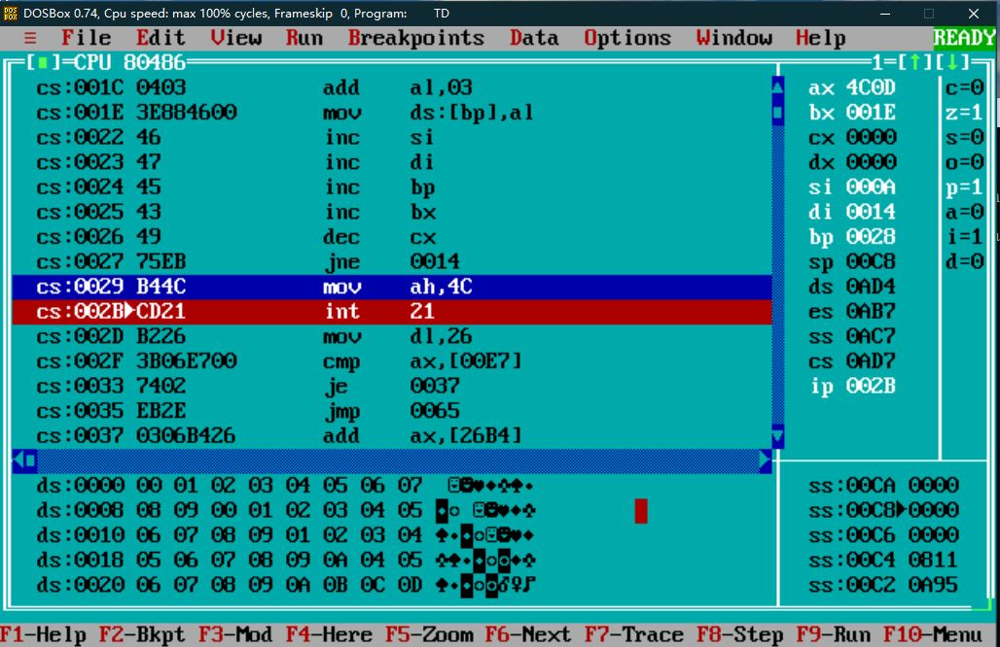 DOSBox 0.74, Cpu speed: max 100% cycles, Frameskip 0, Program: TD
≡ File Edit View Run Breakpoints Data Options Window Help READY
[■]=CPU 80486 1=[↑][↓]
cs:001C 0403 add al,03 ax 4C0D c=0
cs:001E 3E884600 mov ds:[bp],al bx 001E z=1
cs:0022 46 inc si cx 0000 s=0
cs:0023 47 inc di dx 0000 o=0
cs:0024 45 inc bp si 000A p=1
cs:0025 43 inc bx di 0014 a=0
cs:0026 49 dec cx bp 0028 i=1
cs:0027 75EB jne 0014 sp 00C8 d=0
cs:0029 B44C mov ah,4C ds 0AD4
cs:002B►CD21 int 21 es 0AB7
cs:002D B226 mov dl,26 ss 0AC7
cs:002F 3B06E700 cmp ax,[00E7] cs 0AD7
cs:0033 7402 je 0037 ip 002B
cs:0035 EB2E jmp 0065
cs:0037 0306B426 add ax,[26B4]
ds:0000 00 01 02 03 04 05 06 07 ☺☻♥♦♣♠• ss:00CA 0000
ds:0008 08 09 00 01 02 03 04 05 ◘○ ☺☻♥♦♣ ss:00C8►0000
ds:0010 06 07 08 09 01 02 03 04 ♠•◘○☺☻♥♦ ss:00C6 0000
ds:0018 05 06 07 08 09 0A 04 05 ♣♠•◘○◙♦♣ ss:00C4 0811
ds:0020 06 07 08 09 0A 0B 0C 0D ♠•◘○◙♂♀♪ ss:00C2 0A95
F1-Help F2-Bkpt F3-Mod F4-Here F5-Zoom F6-Next F7-Trace F8-Step F9-Run F10-Menu